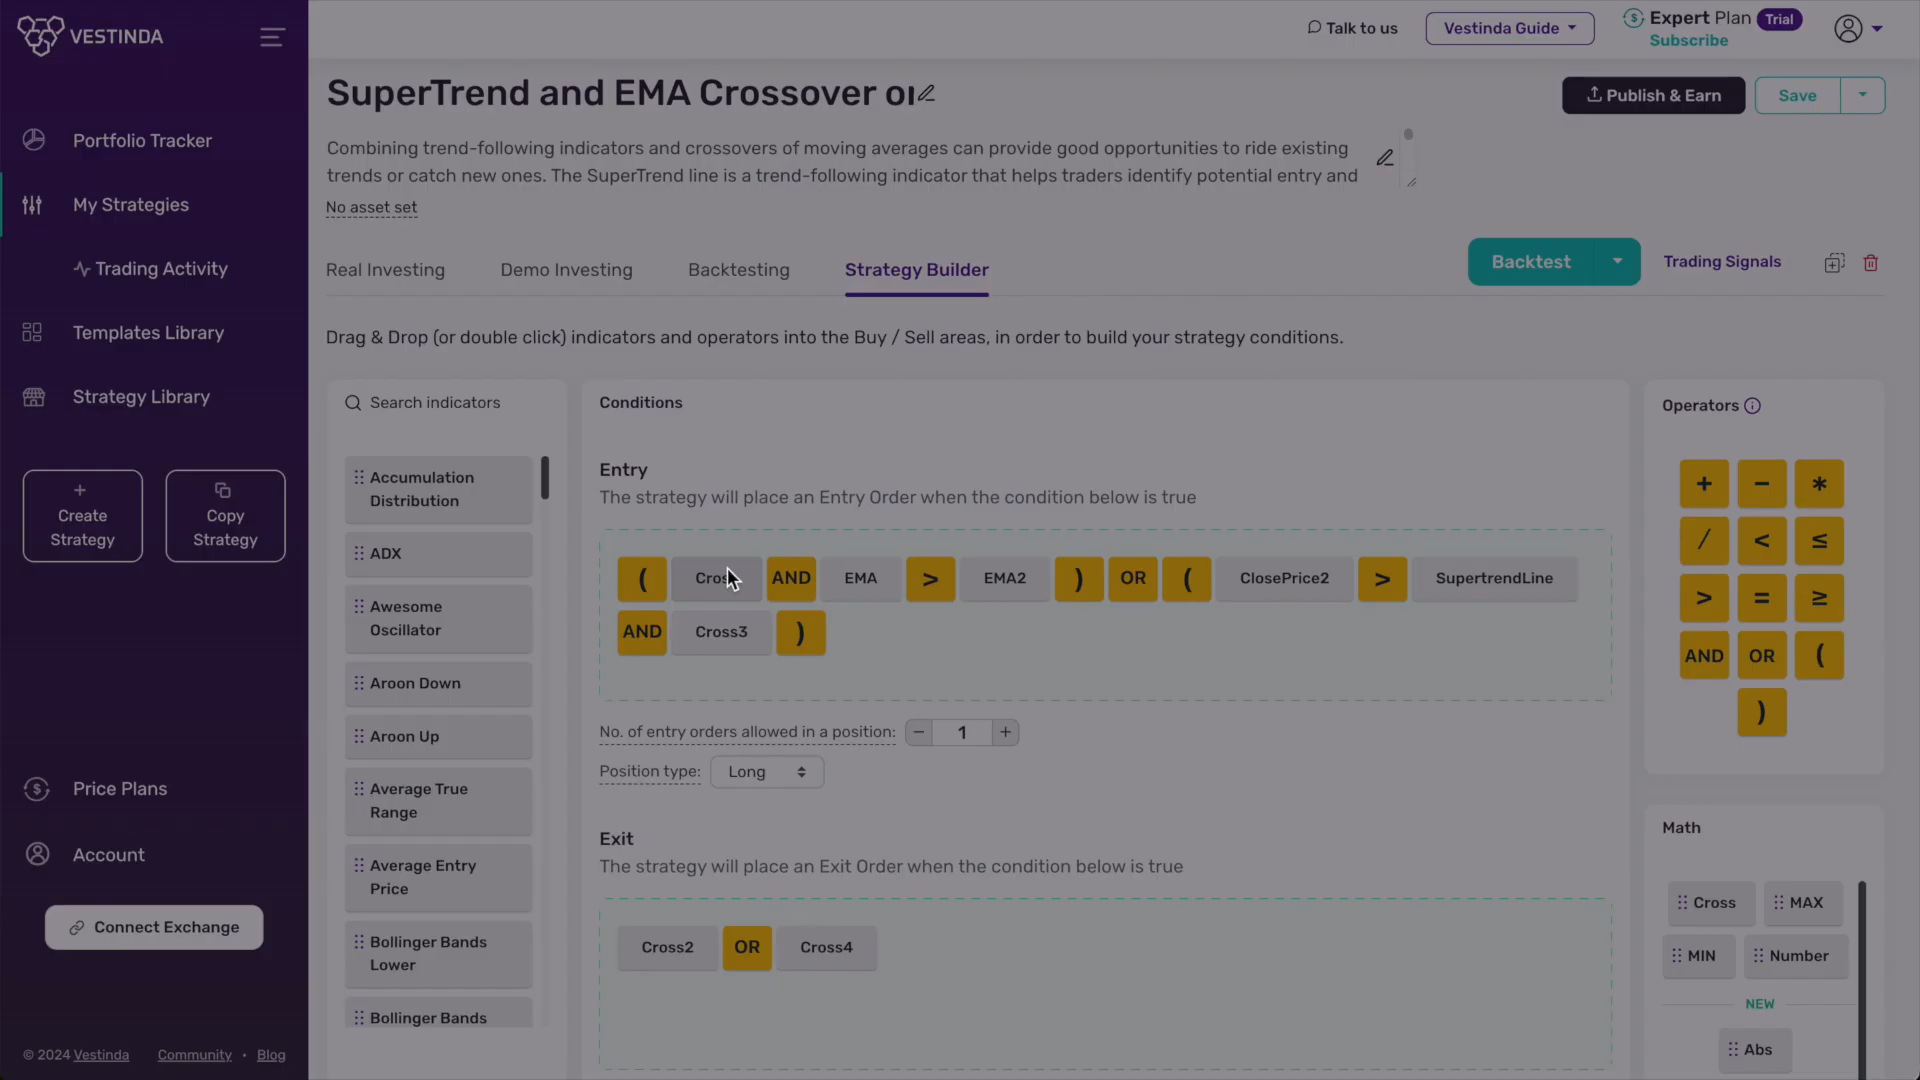 VESTINDA
Talk to us
Vestinda Guide
Expert Plan Trial
Subscribe
Portfolio Tracker
My Strategies
Trading Activity
Templates Library
Strategy Library
+
Create
Strategy
Copy
Strategy
Price Plans
Account
Connect Exchange
© 2024 Vestinda
Community • Blog
SuperTrend and EMA Crossover
Publish & Earn
Save
Combining trend-following indicators and crossovers of moving averages can provide good opportunities to ride existing
trends or catch new ones. The SuperTrend line is a trend-following indicator that helps traders identify potential entry and
No asset set
Real Investing
Demo Investing
Backtesting
Strategy Builder
Backtest
Trading Signals
Drag & Drop (or double click) indicators and operators into the Buy / Sell areas, in order to build your strategy conditions.
Search indicators
Accumulation
Distribution
ADX
Awesome
Oscillator
Aroon Down
Aroon Up
Average True
Range
Average Entry
Price
Bollinger Bands
Lower
Bollinger Bands
Conditions
Entry
The strategy will place an Entry Order when the condition below is true
( Cross AND EMA > EMA2 ) OR ( ClosePrice2 > SupertrendLine
AND Cross3 )
No. of entry orders allowed in a position: − 1 +
Position type: Long
Exit
The strategy will place an Exit Order when the condition below is true
Cross2 OR Cross4
Operators
+ − *
/ < ≤
> = ≥
AND OR (
)
Math
Cross MAX
MIN Number
NEW
Abs